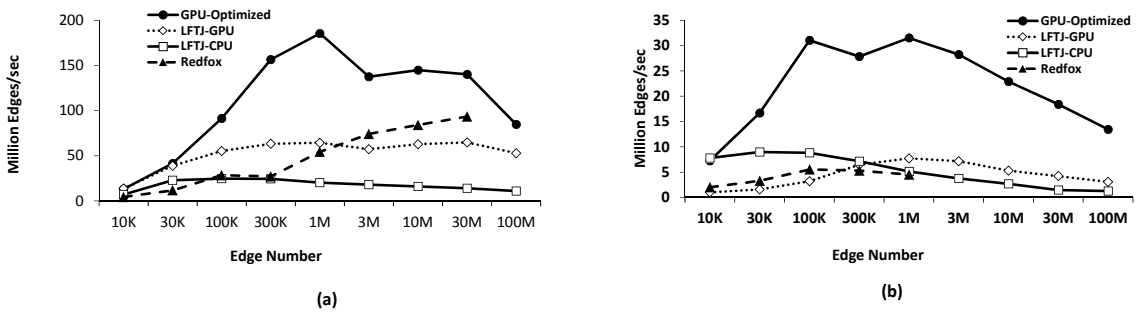 (a)
GPU-Optimized
LFTJ-GPU
LFTJ-CPU
Redfox
Million Edges/sec
200
150
100
50
0
10K 30K 100K 300K 1M 3M 10M 30M 100M
Edge Number
(a)
GPU-Optimized
LFTJ-GPU
LFTJ-CPU
Redfox
Million Edges/sec
35
30
25
20
15
10
5
0
10K 30K 100K 300K 1M 3M 10M 30M 100M
Edge Number
(b)